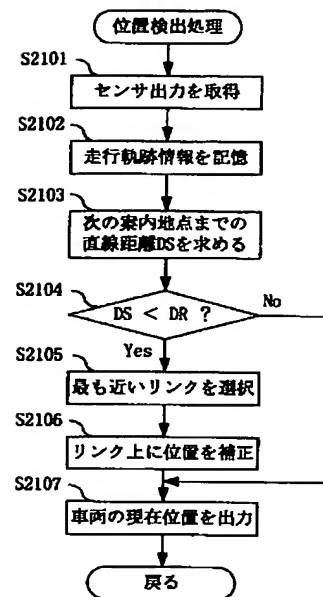 位置検出処理
S2101
センサ出力を取得
S2102
走行軌跡情報を記憶
S2103
次の案内地点までの
直線距離DSを求める
S2104
DS < DR ?
No
Yes
S2105
最も近いリンクを選択
S2106
リンク上に位置を補正
S2107
車両の現在位置を出力
戻る